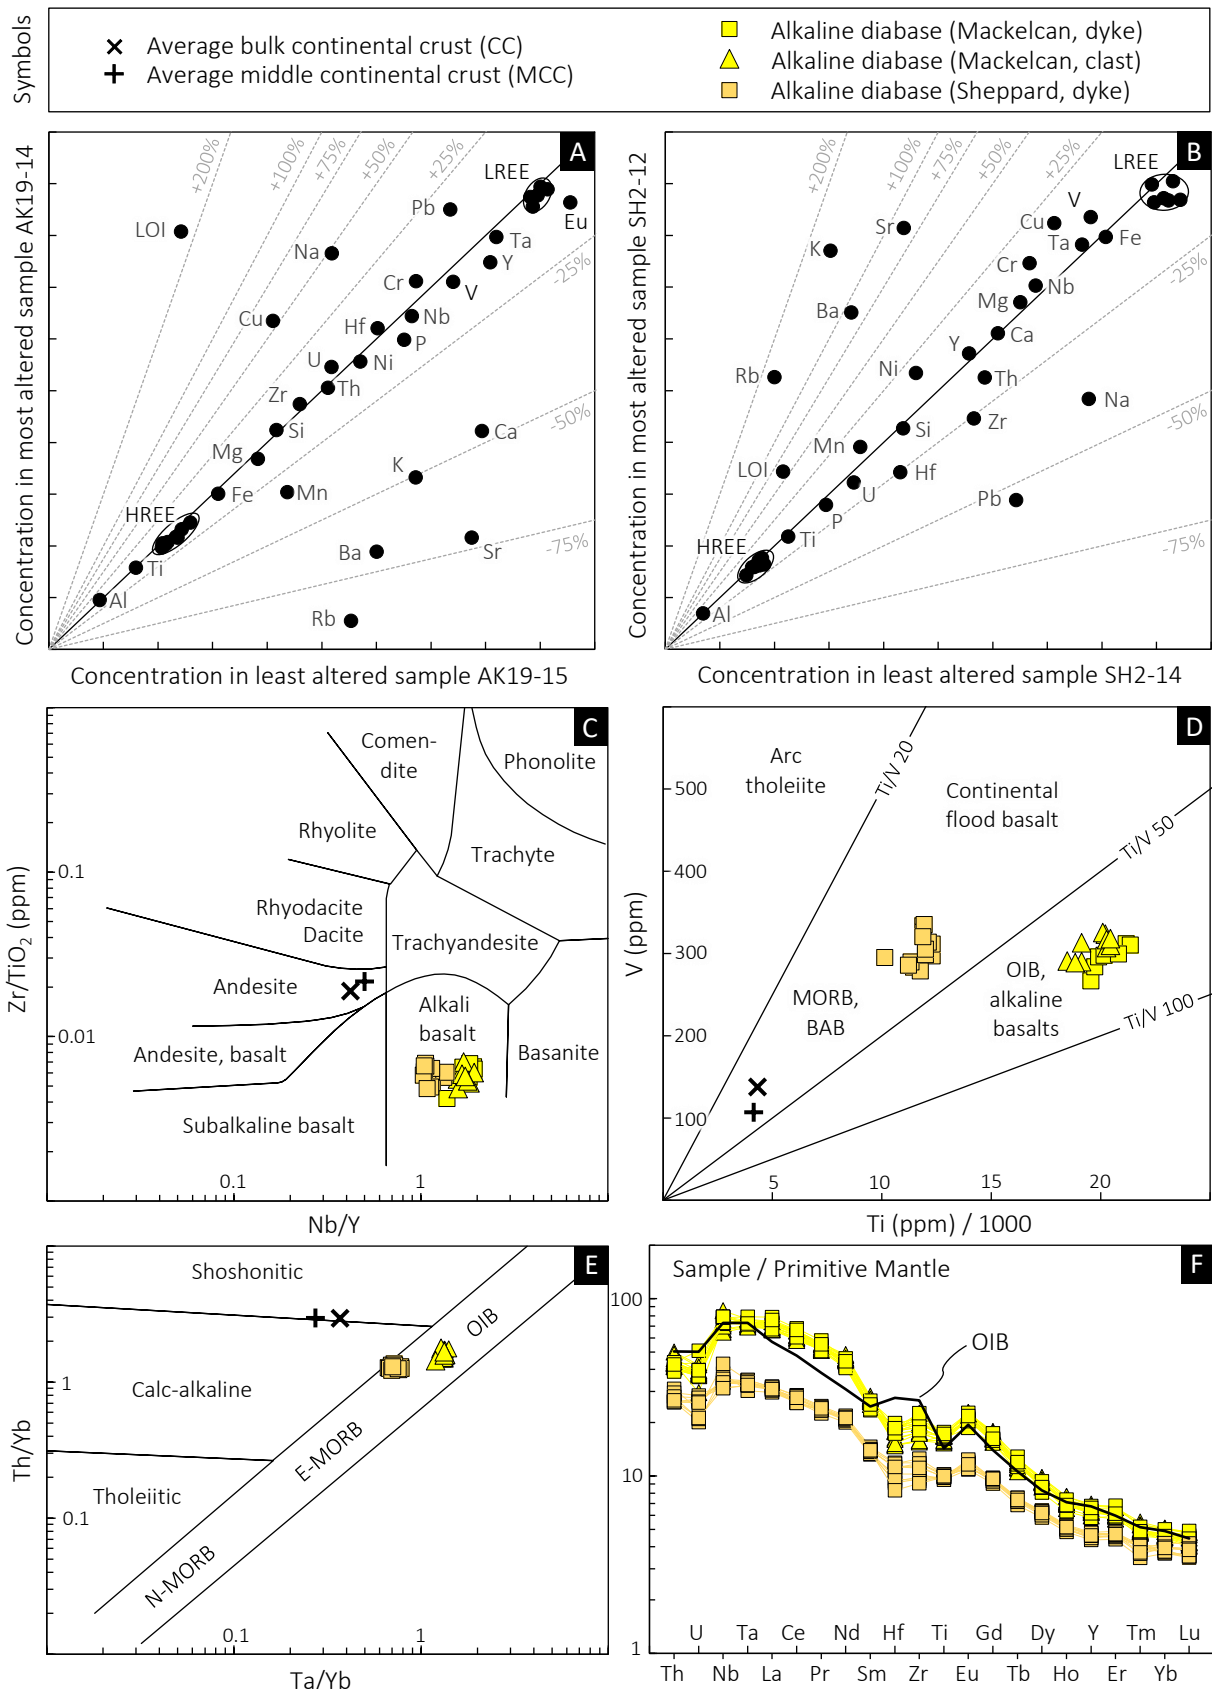 Symbols
Average bulk continental crust (CC)
Average middle continental crust (MCC)
Alkaline diabase (Mackelcan, dyke)
Alkaline diabase (Mackelcan, clast)
Alkaline diabase (Sheppard, dyke)
A
Concentration in most altered sample AK19-14
Concentration in least altered sample AK19-15
+200%
+100%
+75%
+50%
+25%
-25%
-50%
-75%
LREE
Eu
Pb
LOI
Na
Ta
Y
Cr
V
Cu
Hf
Nb
P
U
Ni
Zr
Th
Si
Ca
Mg
K
Fe
Mn
HREE
Ba
Sr
Ti
Al
Rb
B
Concentration in most altered sample SH2-12
Concentration in least altered sample SH2-14
+200%
+100%
+75%
+50%
+25%
-25%
-50%
-75%
LREE
V
Cu
Sr
K
Ta
Fe
Cr
Nb
Mg
Ba
Ca
Y
Ni
Rb
Th
Na
Zr
Si
Mn
LOI
Hf
U
Pb
P
Ti
HREE
Al
C
Zr/TiO2 (ppm)
0.1
0.01
Comen-
dite
Phonolite
Rhyolite
Trachyte
Rhyodacite
Dacite
Trachyandesite
Andesite
Alkali
basalt
Andesite, basalt
Basanite
Subalkaline basalt
0.1
1
Nb/Y
D
V (ppm)
500
400
300
200
100
Arc
tholeiite
Ti/V 20
Continental
flood basalt
Ti/V 50
MORB,
BAB
OIB,
alkaline
basalts
Ti/V 100
5
10
15
20
Ti (ppm) / 1000
E
Th/Yb
1
0.1
Shoshonitic
OIB
Calc-alkaline
E-MORB
Tholeiitic
N-MORB
0.1
1
Ta/Yb
F
Sample / Primitive Mantle
100
10
1
OIB
U Ta Ce Nd Hf Ti Gd Dy Y Tm Lu
Th Nb La Pr Sm Zr Eu Tb Ho Er Yb